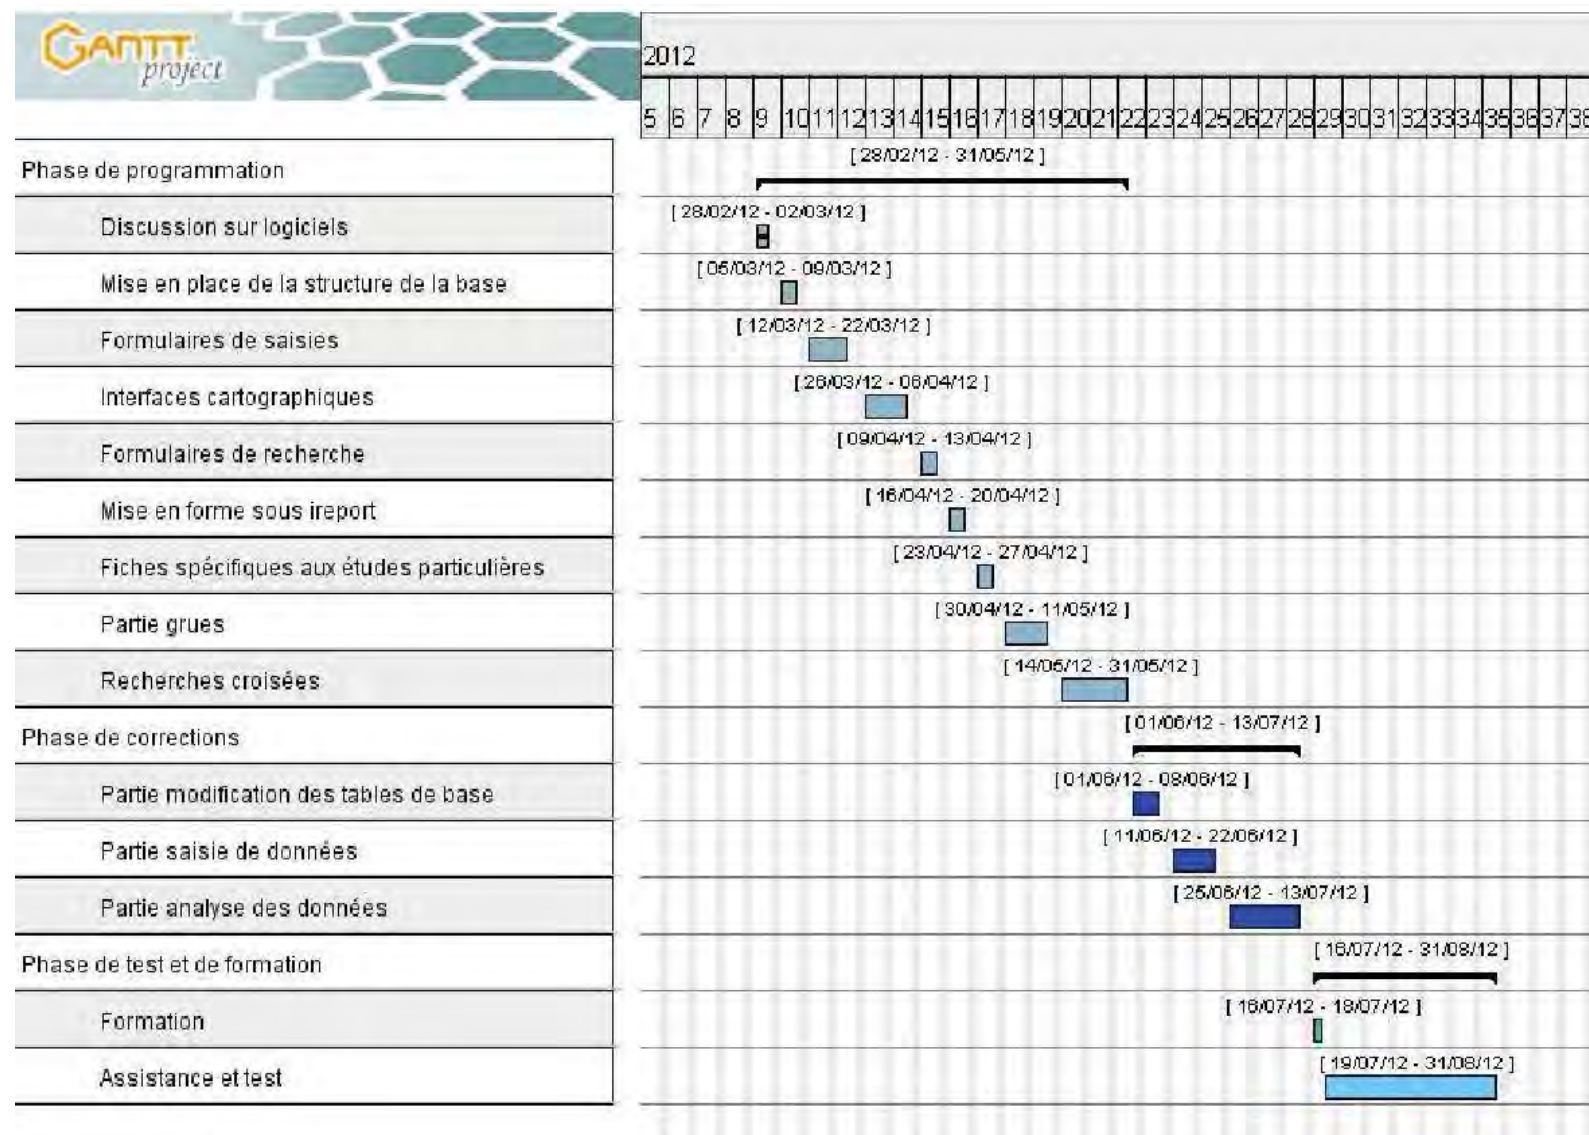 GANTT
project
2012
5 6 7 8 9 10 11 12 13 14 15 16 17 18 19 20 21 22 23 24 25 26 27 28 29 30 31 32 33 34 35 36 37 38
Phase de programmation
[ 28/02/12 - 31/05/12 ]
Discussion sur logiciels
[ 28/02/12 - 02/03/12 ]
Mise en place de la structure de la base
[ 05/03/12 - 09/03/12 ]
Formulaires de saisies
[ 12/03/12 - 22/03/12 ]
Interfaces cartographiques
[ 26/03/12 - 06/04/12 ]
Formulaires de recherche
[ 09/04/12 - 13/04/12 ]
Mise en forme sous ireport
[ 16/04/12 - 20/04/12 ]
Fiches spécifiques aux études particulières
[ 23/04/12 - 27/04/12 ]
Partie grues
[ 30/04/12 - 11/05/12 ]
Recherches croisées
[ 14/05/12 - 31/05/12 ]
Phase de corrections
[ 01/06/12 - 13/07/12 ]
Partie modification des tables de base
[ 01/06/12 - 08/06/12 ]
Partie saisie de données
[ 11/06/12 - 22/06/12 ]
Partie analyse des données
[ 25/06/12 - 13/07/12 ]
Phase de test et de formation
[ 16/07/12 - 31/08/12 ]
Formation
[ 16/07/12 - 18/07/12 ]
Assistance et test
[ 19/07/12 - 31/08/12 ]